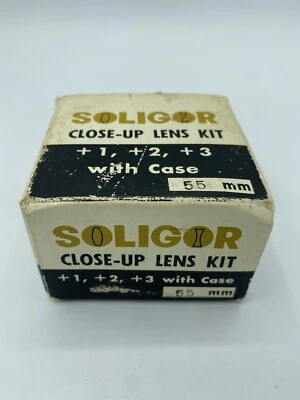 SOLIGOR
CLOSE-UP LENS KIT
+1, +2, +3
with Case
55 mm
SOLIGOR
CLOSE-UP LENS KIT
+1, +2, +3 with Case
55 mm